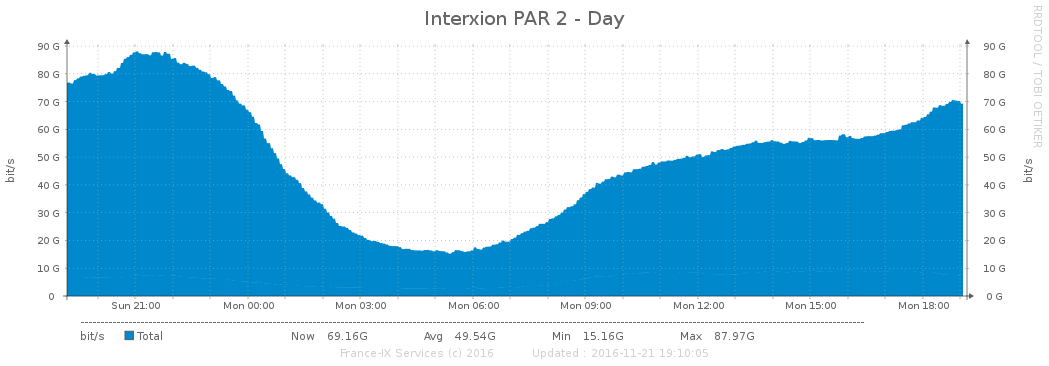 Interxion PAR 2 - Day
RRDTOOL / TOBI OETIKER
90 G 90 G
80 G 80 G
70 G 70 G
60 G 60 G
50 G 50 G
40 G 40 G
30 G 30 G
20 G 20 G
10 G 10 G
0 0 G
bit/s
bit/s
Sun 21:00 Mon 00:00 Mon 03:00 Mon 06:00 Mon 09:00 Mon 12:00 Mon 15:00 Mon 18:00
bit/s Total Now 69.16G Avg 49.54G Min 15.16G Max 87.97G
France-IX Services (c) 2016 Updated : 2016-11-21 19:10:05